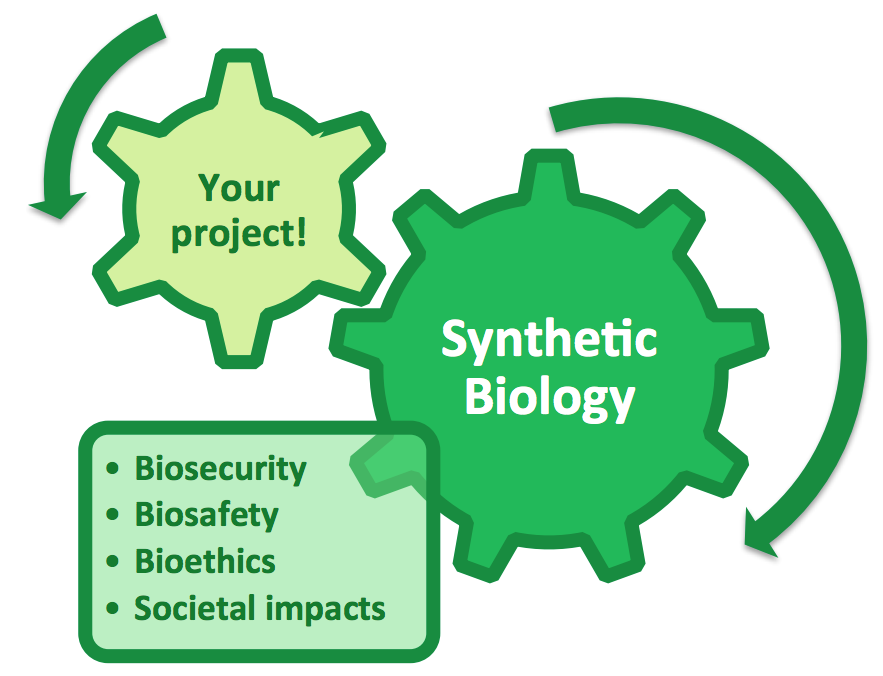 Your
project!
Synthetic
Biology
• Biosecurity
• Biosafety
• Bioethics
• Societal impacts